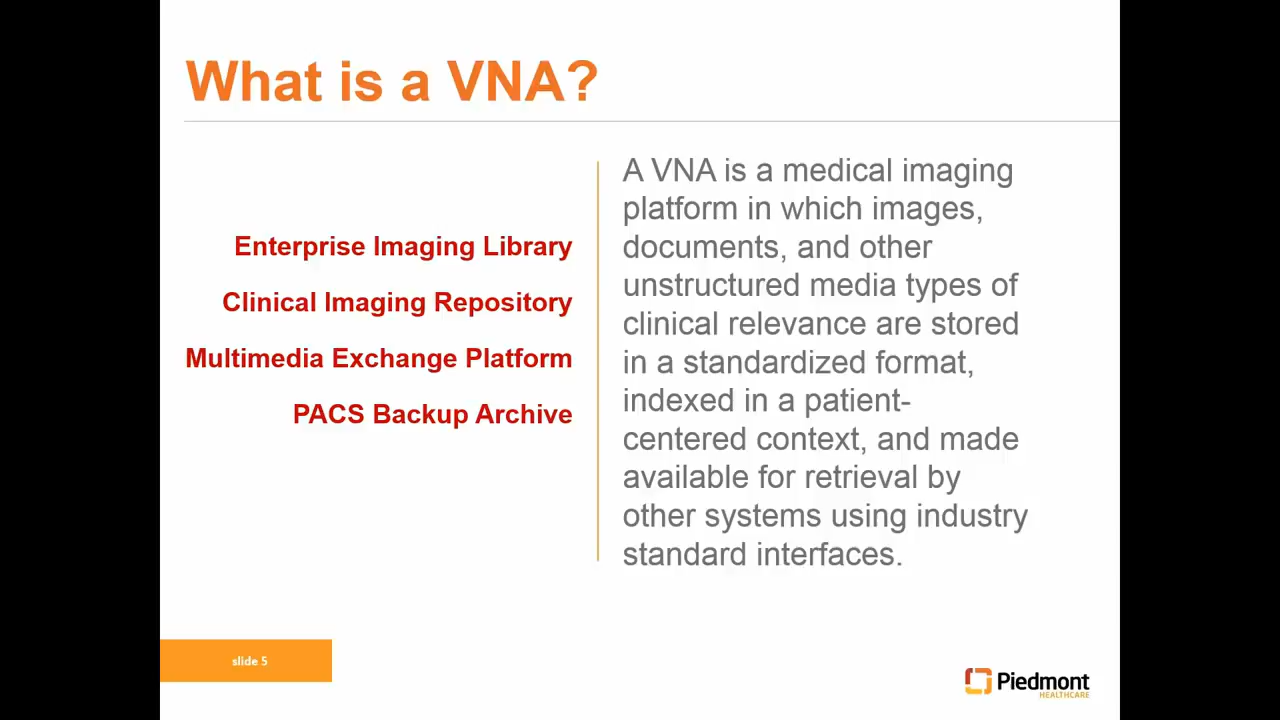 What is a VNA?
Enterprise Imaging Library
Clinical Imaging Repository
Multimedia Exchange Platform
PACS Backup Archive
A VNA is a medical imaging
platform in which images,
documents, and other
unstructured media types of
clinical relevance are stored
in a standardized format,
indexed in a patient-
centered context, and made
available for retrieval by
other systems using industry
standard interfaces.
slide 5
Piedmont
HEALTHCARE